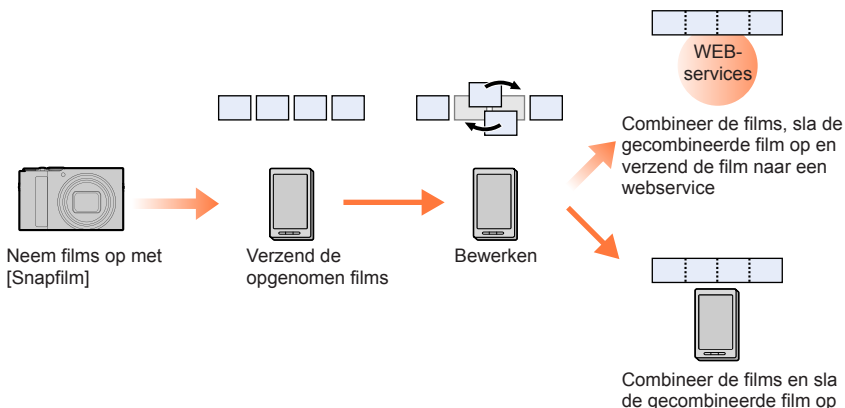 WEB-
services
Combineer de films, sla de
gecombineerde film op en
verzend de film naar een
webservice
Neem films op met
[Snapfilm]
Verzend de
opgenomen films
Bewerken
Combineer de films en sla
de gecombineerde film op